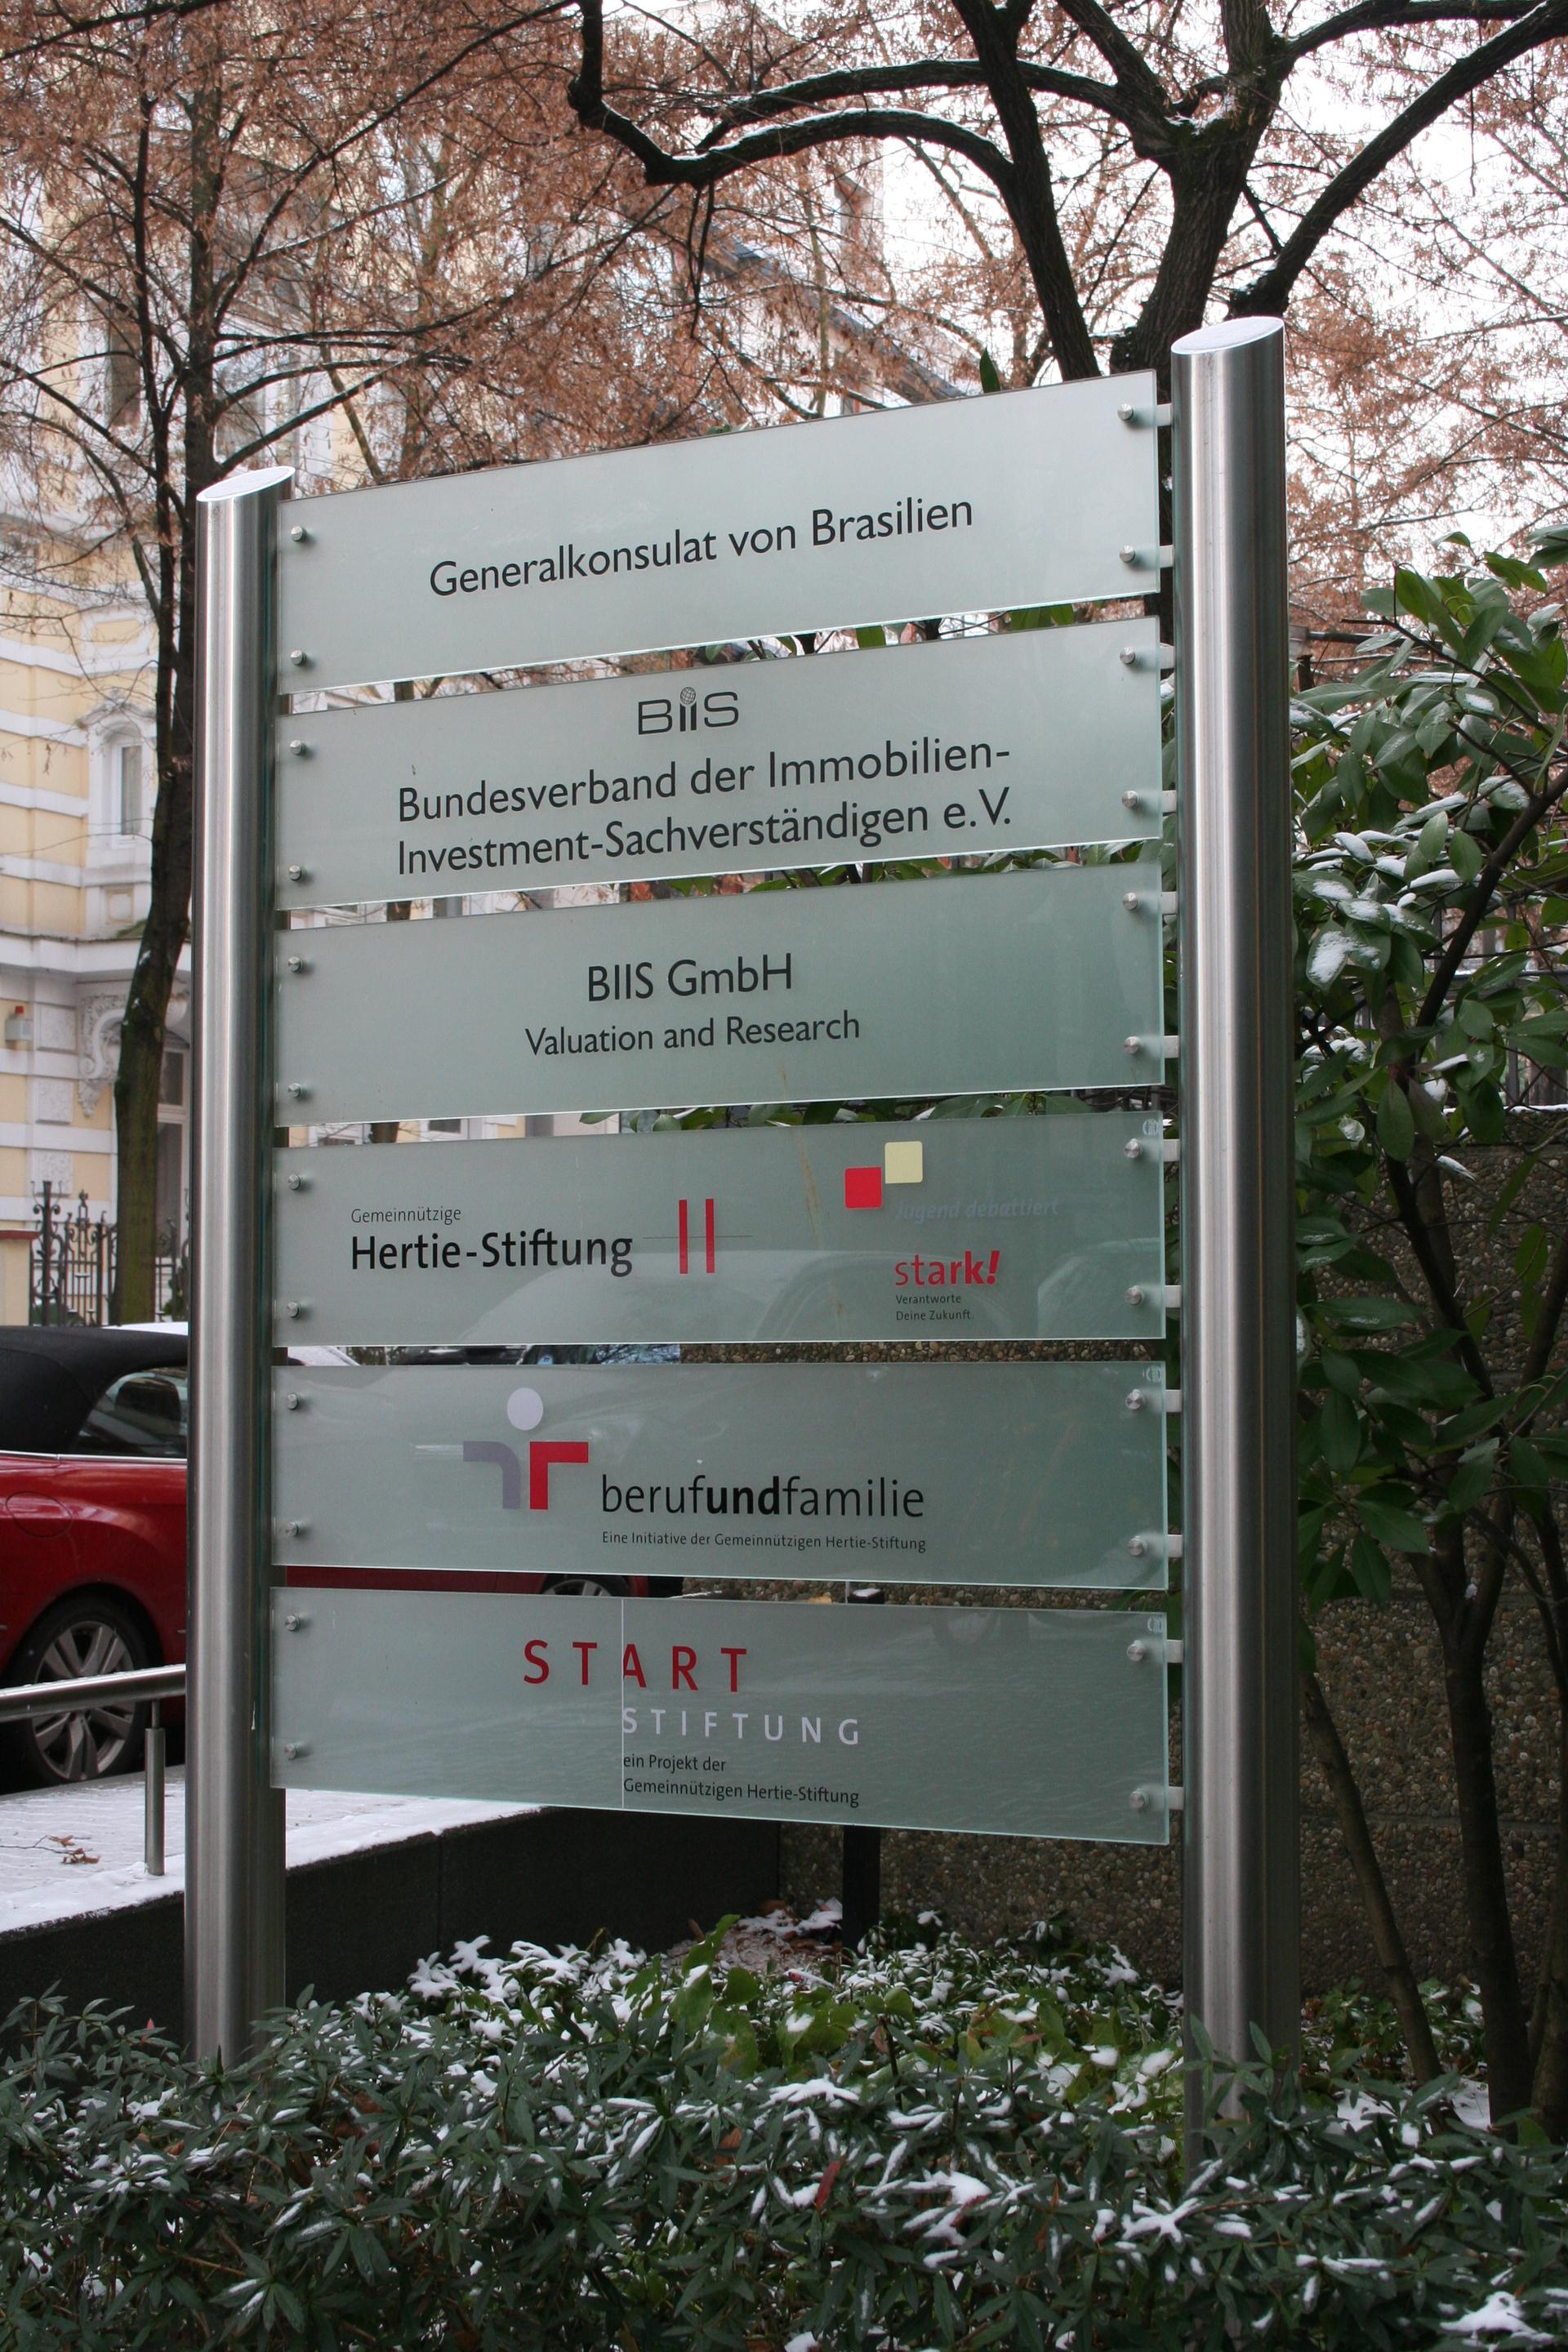 Generalkonsulat von Brasilien
BiiS
Bundesverband der Immobilien-
Investment-Sachverständigen e.V.
BIIS GmbH
Valuation and Research
Gemeinnützige
Hertie-Stiftung
Jugend debattiert
stark!
Verantworte
Deine Zukunft.
berufundfamilie
Eine Initiative der Gemeinnützigen Hertie-Stiftung
START
STIFTUNG
ein Projekt der
Gemeinnützigen Hertie-Stiftung